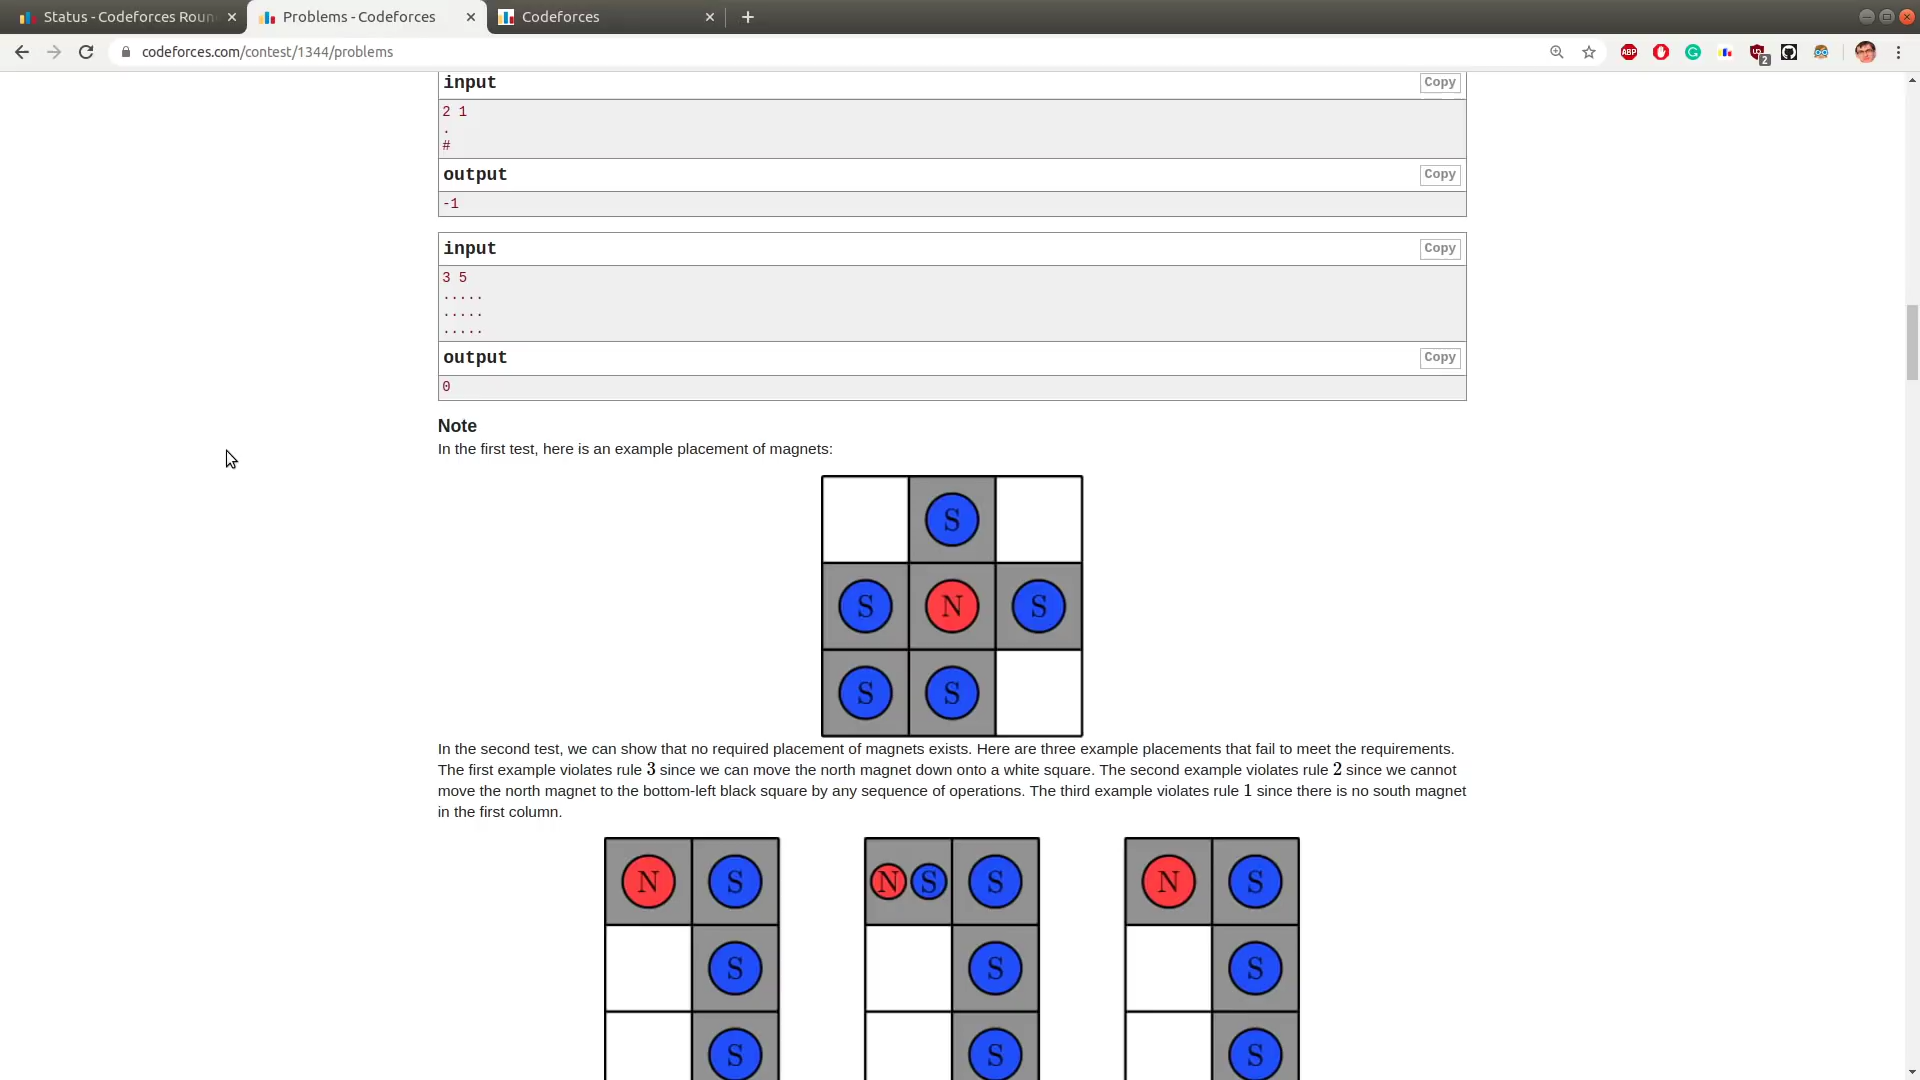 Status - Codeforces Roun
Problems - Codeforces
Codeforces
codeforces.com/contest/1344/problems
ABP
2
input
Copy
2 1
.
#
output
Copy
-1
input
Copy
3 5
.....
.....
.....
output
Copy
0
Note
In the first test, here is an example placement of magnets:
S
S N S
S S
In the second test, we can show that no required placement of magnets exists. Here are three example placements that fail to meet the requirements.
The first example violates rule 3 since we can move the north magnet down onto a white square. The second example violates rule 2 since we cannot
move the north magnet to the bottom-left black square by any sequence of operations. The third example violates rule 1 since there is no south magnet
in the first column.
N S N S S N S
S S S
S S S